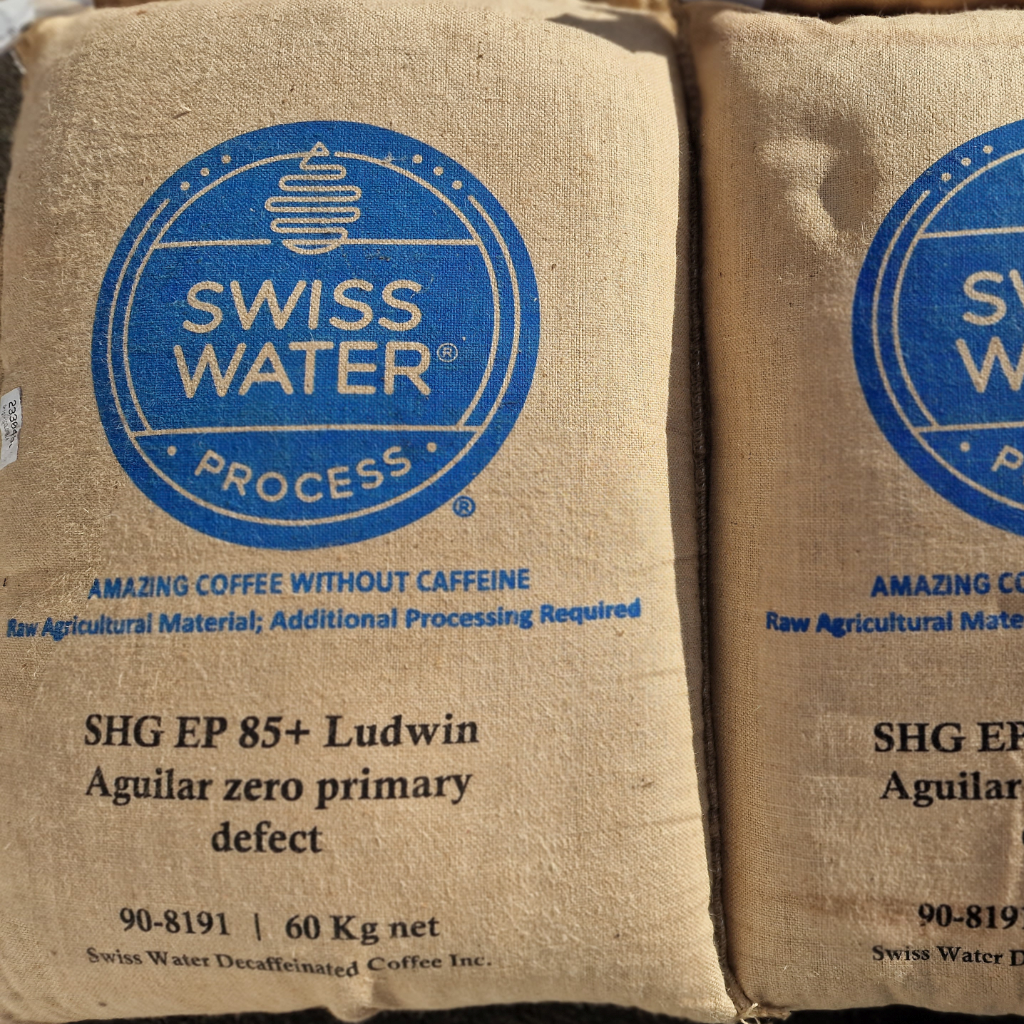 SWISS
WATER®
· PROCESS ·
®
AMAZING COFFEE WITHOUT CAFFEINE
Raw Agricultural Material; Additional Processing Required
SHG EP 85+ Ludwin
Aguilar zero primary
defect
90-8191 | 60 Kg net
Swiss Water Decaffeinated Coffee Inc.
SW
W
P
AMAZING CO
Raw Agricultural Mate
SHG EP
Aguilar
90-819
Swiss Water D